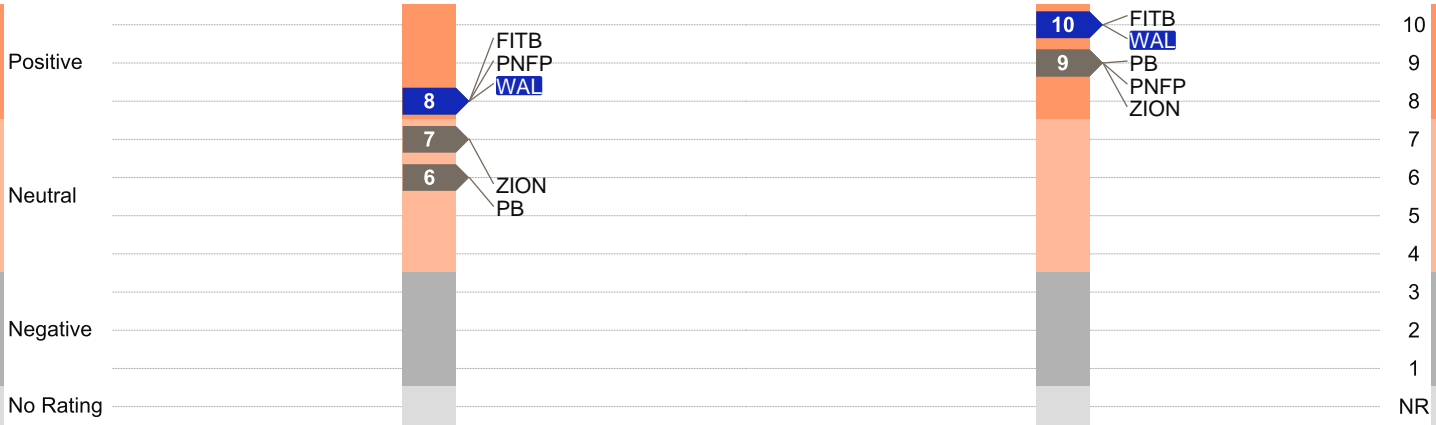 Positive
Neutral
Negative
No Rating
8
7
6
FITB
PNFP
WAL
ZION
PB
10
9
FITB
WAL
PB
PNFP
ZION
10
9
8
7
6
5
4
3
2
1
NR